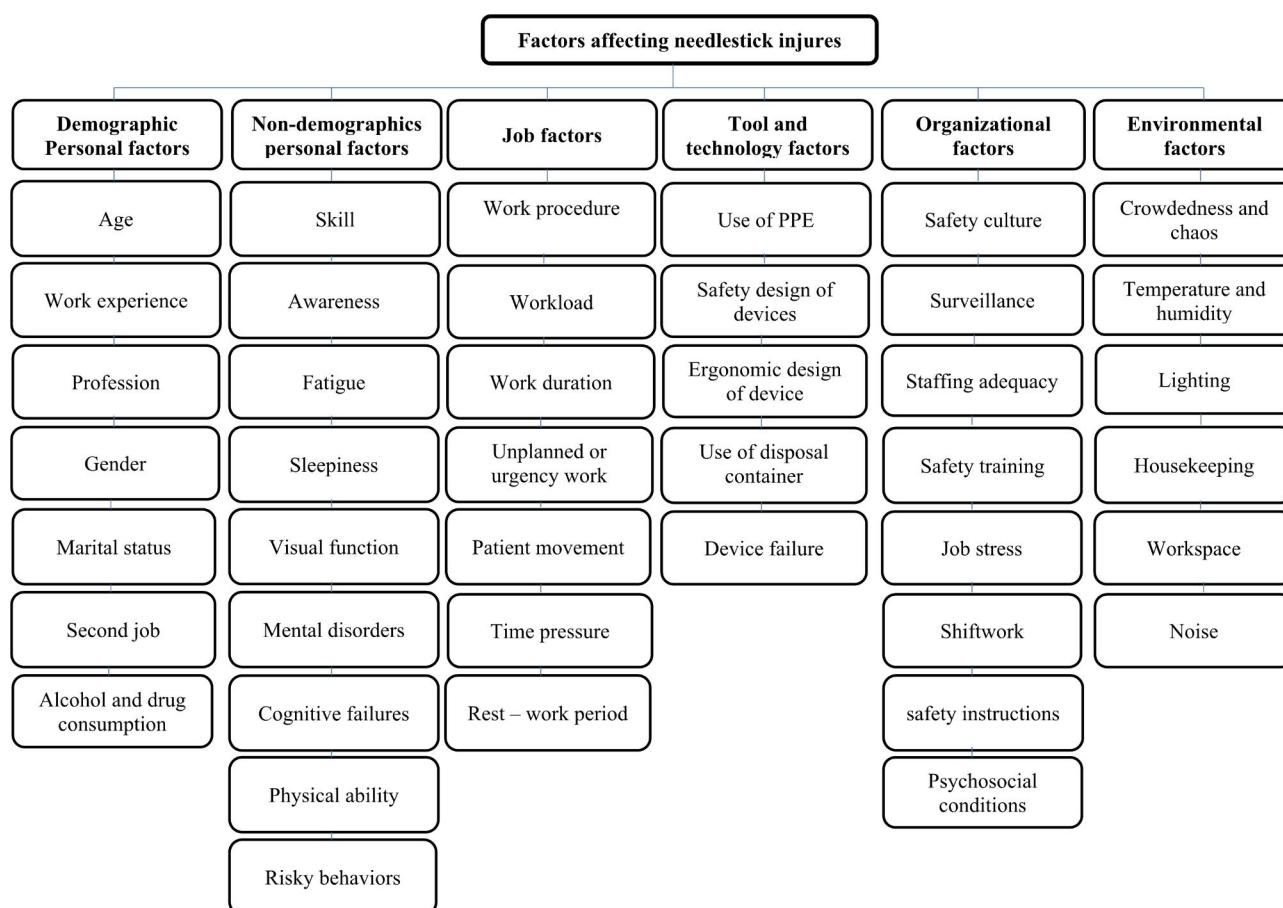 Factors affecting needlestick injures
Demographic
Personal factors
Non-demographics
personal factors
Job factors
Tool and
technology factors
Organizational
factors
Environmental
factors
Age
Work experience
Profession
Gender
Marital status
Second job
Alcohol and drug
consumption
Skill
Awareness
Fatigue
Sleepiness
Visual function
Mental disorders
Cognitive failures
Physical ability
Risky behaviors
Work procedure
Workload
Work duration
Unplanned or
urgency work
Patient movement
Time pressure
Rest – work period
Use of PPE
Safety design of
devices
Ergonomic design
of device
Use of disposal
container
Device failure
Safety culture
Surveillance
Staffing adequacy
Safety training
Job stress
Shiftwork
safety instructions
Psychosocial
conditions
Crowdedness and
chaos
Temperature and
humidity
Lighting
Housekeeping
Workspace
Noise